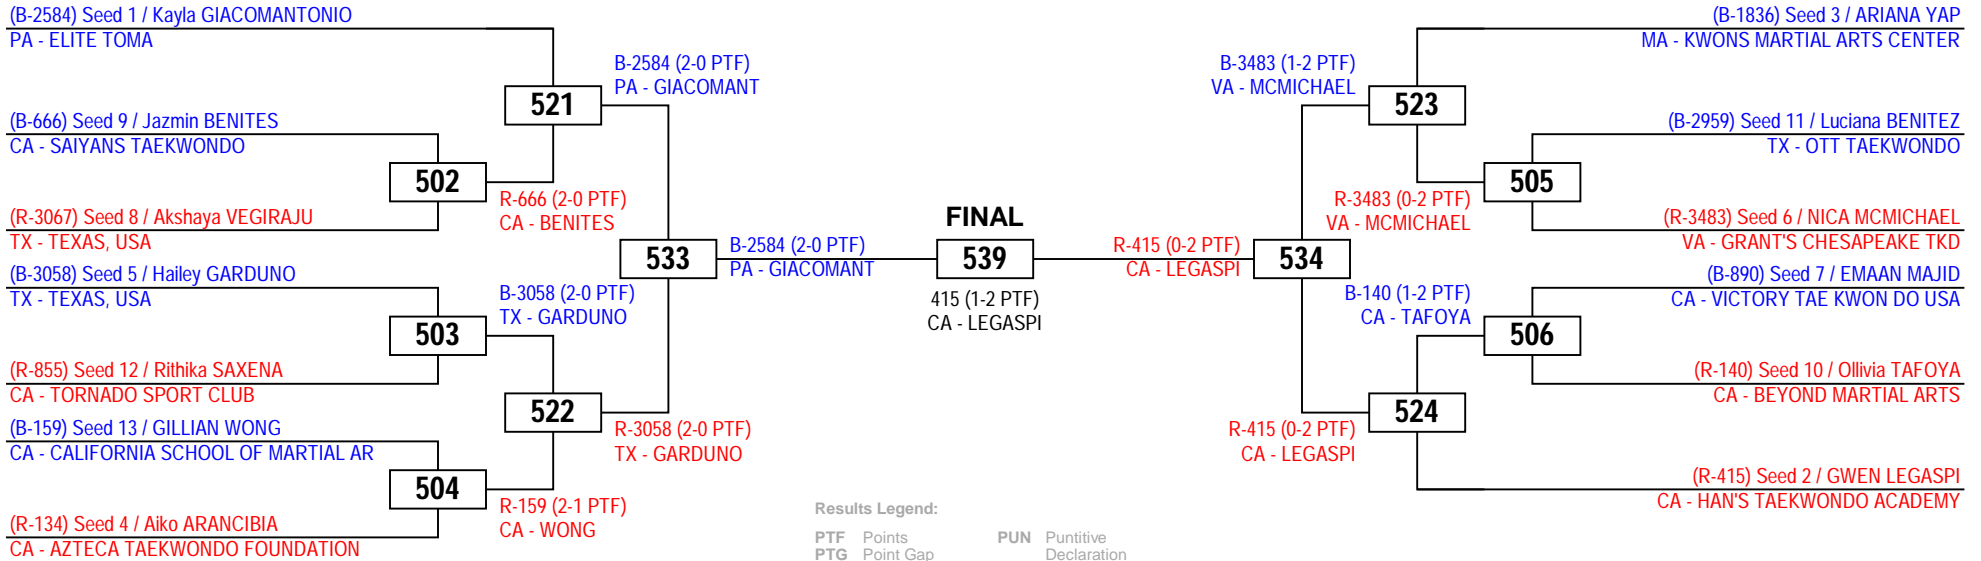 (B-2584) Seed 1 / Kayla GIACOMANTONIO
PA - ELITE TOMA
(B-666) Seed 9 / Jazmin BENITES
CA - SAIYANS TAEKWONDO
(R-3067) Seed 8 / Akshaya VEGIRAJU
TX - TEXAS, USA
(B-3058) Seed 5 / Hailey GARDUNO
TX - TEXAS, USA
(R-855) Seed 12 / Rithika SAXENA
CA - TORNADO SPORT CLUB
(B-159) Seed 13 / GILLIAN WONG
CA - CALIFORNIA SCHOOL OF MARTIAL AR
(R-134) Seed 4 / Aiko ARANCIBIA
CA - AZTECA TAEKWONDO FOUNDATION
502
503
504
R-666 (2-0 PTF)
CA - BENITES
B-3058 (2-0 PTF)
TX - GARDUNO
R-159 (2-1 PTF)
CA - WONG
521
522
B-2584 (2-0 PTF)
PA - GIACOMANT
R-3058 (2-0 PTF)
TX - GARDUNO
533
B-2584 (2-0 PTF)
PA - GIACOMANT
FINAL
539
415 (1-2 PTF)
CA - LEGASPI
R-415 (0-2 PTF)
CA - LEGASPI
534
B-3483 (1-2 PTF)
VA - MCMICHAEL
R-415 (0-2 PTF)
CA - LEGASPI
523
524
R-3483 (0-2 PTF)
VA - MCMICHAEL
B-140 (1-2 PTF)
CA - TAFOYA
505
506
(B-1836) Seed 3 / ARIANA YAP
MA - KWONS MARTIAL ARTS CENTER
(B-2959) Seed 11 / Luciana BENITEZ
TX - OTT TAEKWONDO
(R-3483) Seed 6 / NICA MCMICHAEL
VA - GRANT'S CHESAPEAKE TKD
(B-890) Seed 7 / EMAAN MAJID
CA - VICTORY TAE KWON DO USA
(R-140) Seed 10 / Ollivia TAFOYA
CA - BEYOND MARTIAL ARTS
(R-415) Seed 2 / GWEN LEGASPI
CA - HAN'S TAEKWONDO ACADEMY
Results Legend:
PTF Points
PTG Point Gap
PUN Puntitive
Declaration